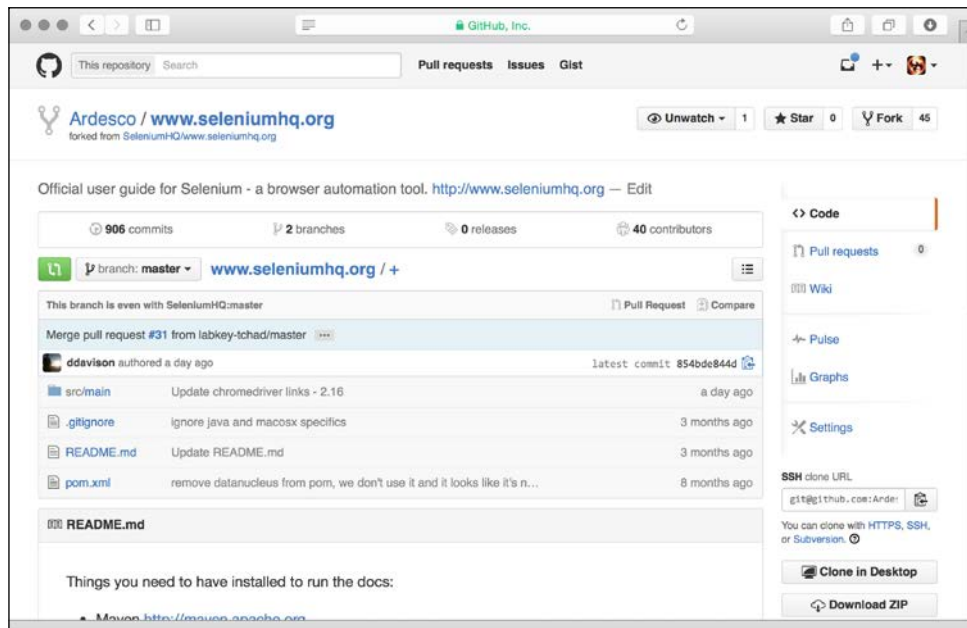 GitHub, Inc.
This repository Search Pull requests Issues Gist
Ardesco / www.seleniumhq.org Unwatch 1 Star 0 Fork 45
forked from SeleniumHQ/www.seleniumhq.org
Official user guide for Selenium - a browser automation tool. http://www.seleniumhq.org — Edit
906 commits 2 branches 0 releases 40 contributors
branch: master www.seleniumhq.org / +
This branch is even with SeleniumHQ:master Pull Request Compare
Merge pull request #31 from labkey-tchad/master ...
ddavison authored a day ago latest commit 854bde844d
src/main Update chromedriver links - 2.16 a day ago
.gitignore ignore java and macosx specifics 3 months ago
README.md Update README.md 3 months ago
pom.xml remove datanucleus from pom, we don't use it and it looks like it's n... 8 months ago
README.md
Things you need to have installed to run the docs:
• Maven http://maven.apache.org
<> Code
Pull requests 0
Wiki
Pulse
Graphs
Settings
SSH clone URL
git@github.com:Arde
You can clone with HTTPS, SSH,
or Subversion.
Clone in Desktop
Download ZIP